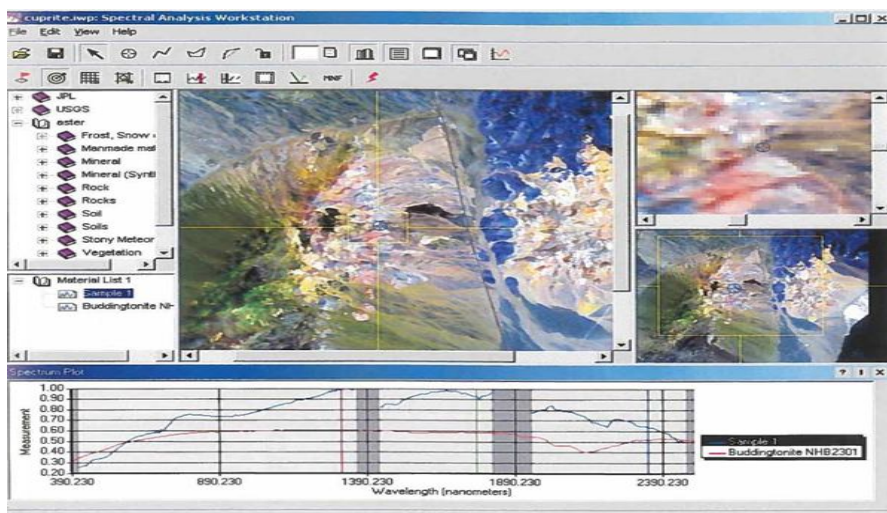 cuprite.iwp: Spectral Analysis Workstation
File Edit View Help
MNF
JPL
USGS
aster
Frost, Snow
Manmade mat
Mineral
Mineral (Synth
Rock
Rocks
Soil
Soils
Stony Meteor
Vegetation
Material List 1
Sample 1
Buddingtonite NH
Spectrum Plot
Measurement
1.00
0.90
0.80
0.70
0.60
0.50
0.40
0.30
0.20
390.230 890.230 1390.230 1890.230 2390.230
Wavelength (nanometers)
Sample 1
Buddingtonite NHB2301